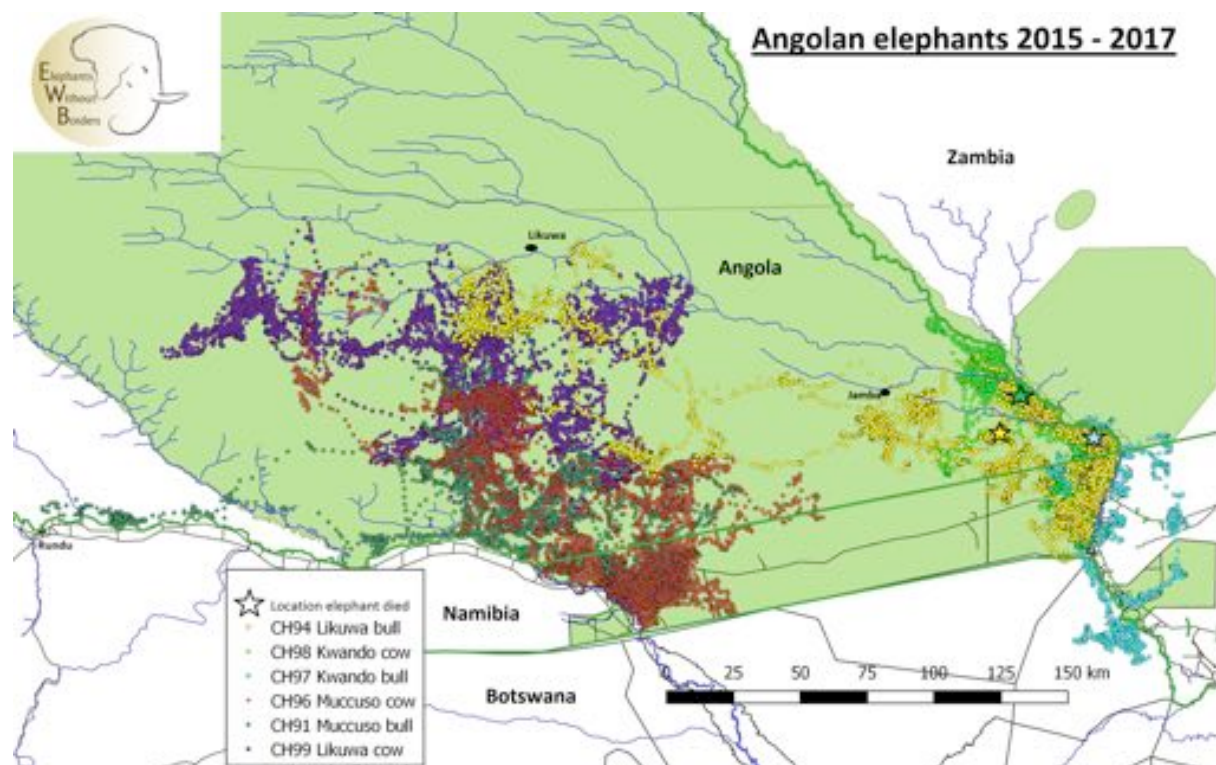 Elephants
Without
Borders
Angolan elephants 2015 - 2017
Zambia
Likuwa
Angola
Jamba
Rundu
Namibia
Botswana
Location elephant died
CH94 Likuwa bull
CH98 Kwando cow
CH97 Kwando bull
CH96 Muccuso cow
CH91 Muccuso bull
CH99 Likuwa cow
0 25 50 75 100 125 150 km